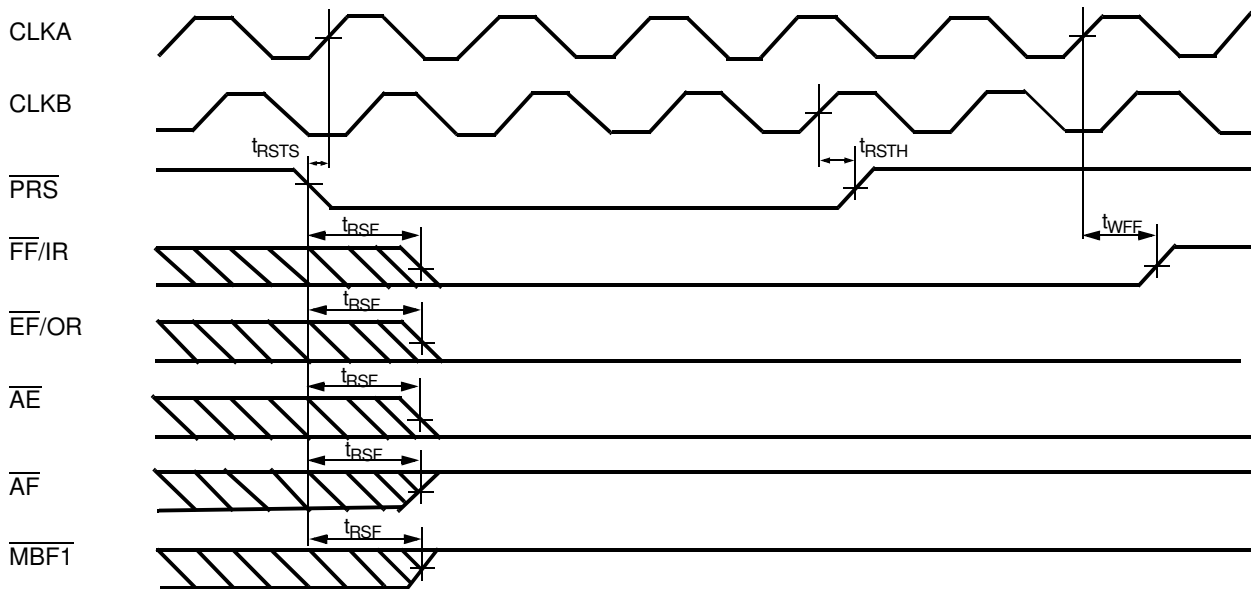 CLKA
CLKB
tRSTS
tRSTH
PRS
tRSF
tWFF
FF/IR
tRSF
EF/OR
tRSF
AE
tRSF
AF
tRSF
MBF1